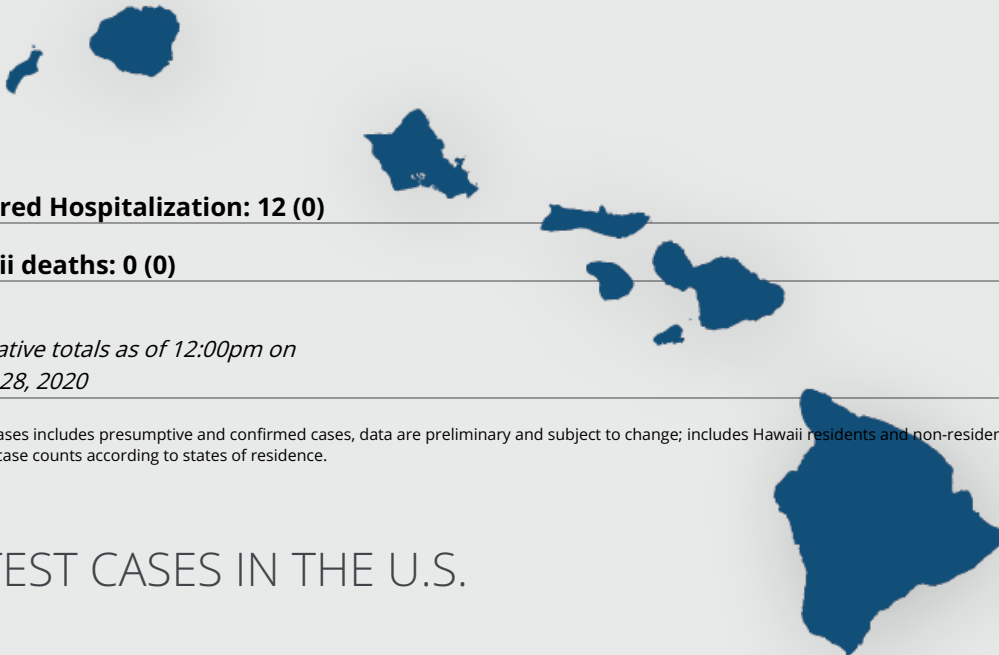 red Hospitalization: 12 (0)
ii deaths: 0 (0)
ative totals as of 12:00pm on
28, 2020
ases includes presumptive and confirmed cases, data are preliminary and subject to change; includes Hawaii residents and non-residen
case counts according to states of residence.
TEST CASES IN THE U.S.